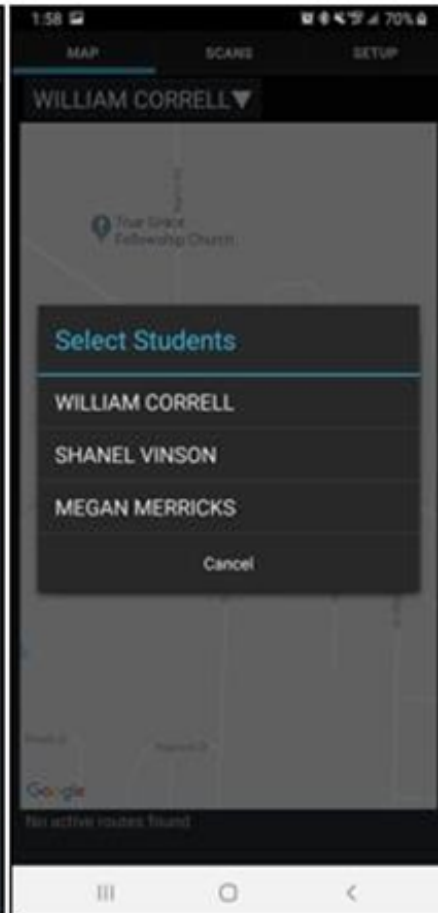 1:58 70%
MAP SCANS SETUP
WILLIAM CORRELL▼
True Grace
Fellowship Church
Select Students
WILLIAM CORRELL
SHANEL VINSON
MEGAN MERRICKS
Cancel
Google
No active routes found